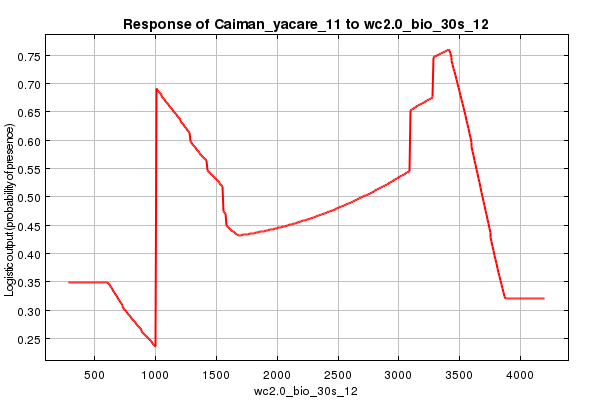 Response of Caiman_yacare_11 to wc2.0_bio_30s_12
Logistic output (probability of presence)
0.75
0.70
0.65
0.60
0.55
0.50
0.45
0.40
0.35
0.30
0.25
500 1000 1500 2000 2500 3000 3500 4000
wc2.0_bio_30s_12